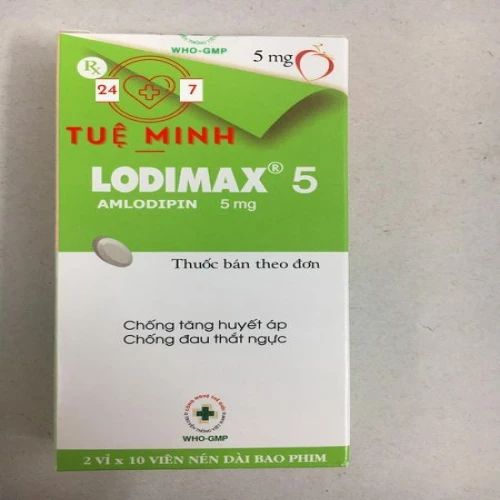 WHO-GMP
Rx
5 mg
24 7
TUỆ MINH
LODIMAX® 5
AMLODIPIN 5 mg
Thuốc bán theo đơn
Chống tăng huyết áp
Chống đau thắt ngực
WHO-GMP
2 VỈ x 10 VIÊN NÉN DÀI BAO PHIM